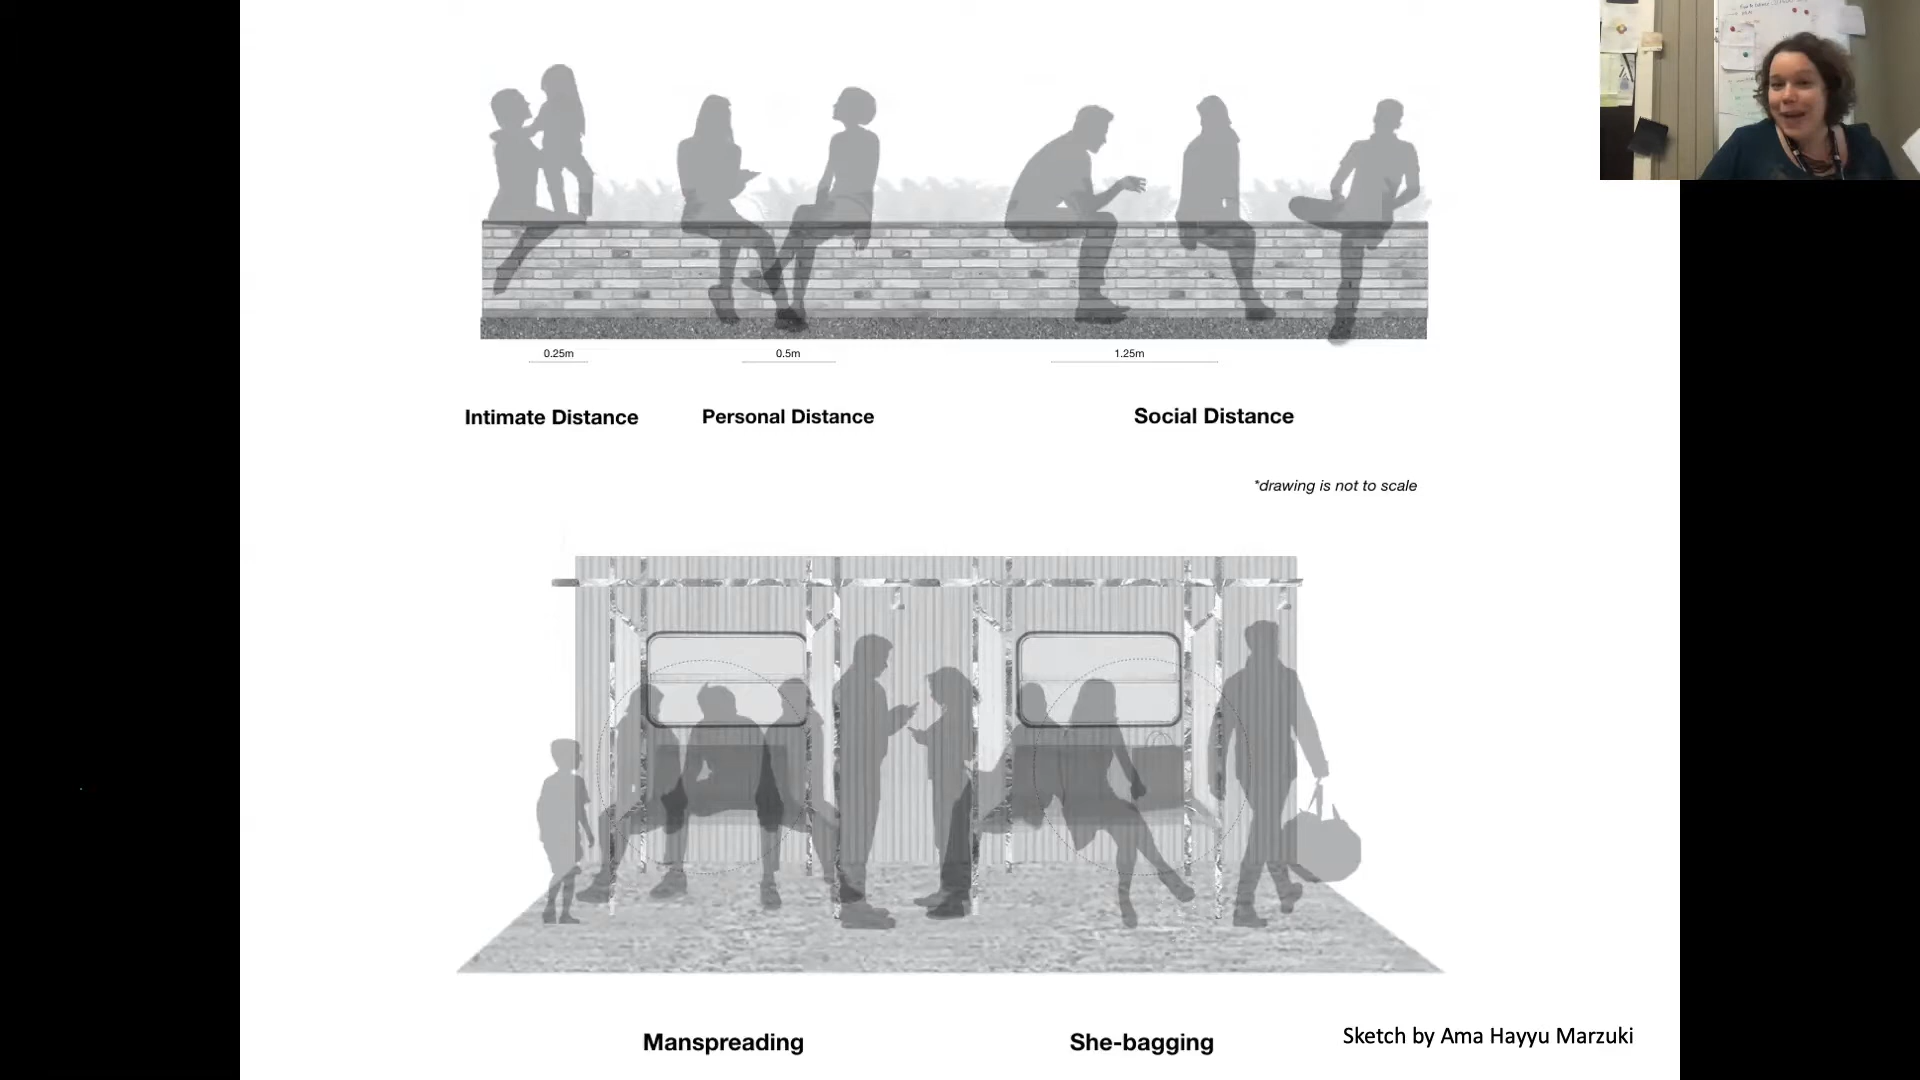 0.25m
0.5m
1.25m
Intimate Distance
Personal Distance
Social Distance
*drawing is not to scale
Manspreading
She-bagging
Sketch by Ama Hayyu Marzuki